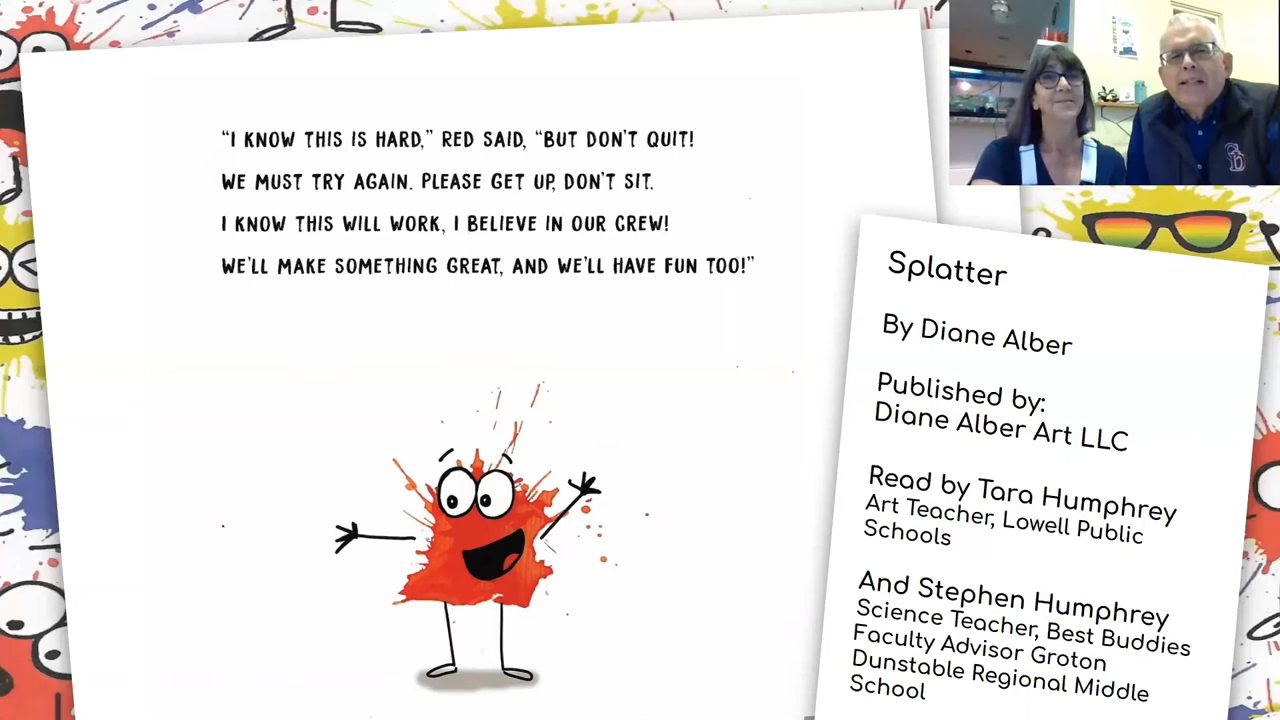 “I KNOW THIS IS HARD,” RED SAID, “BUT DON’T QUIT!
WE MUST TRY AGAIN. PLEASE GET UP, DON’T SIT.
I KNOW THIS WILL WORK, I BELIEVE IN OUR CREW!
WE’LL MAKE SOMETHING GREAT, AND WE’LL HAVE FUN TOO!”
Splatter
By Diane Alber
Published by:
Diane Alber Art LLC
Read by Tara Humphrey
Art Teacher, Lowell Public
Schools
And Stephen Humphrey
Science Teacher, Best Buddies
Faculty Advisor Groton
Dunstable Regional Middle
School